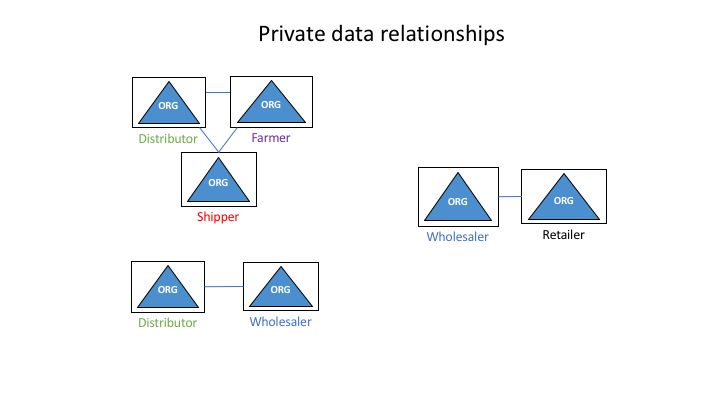 Private data relationships
ORG
ORG
Distributor
Farmer
ORG
Shipper
ORG
ORG
Wholesaler
Retailer
ORG
ORG
Distributor
Wholesaler